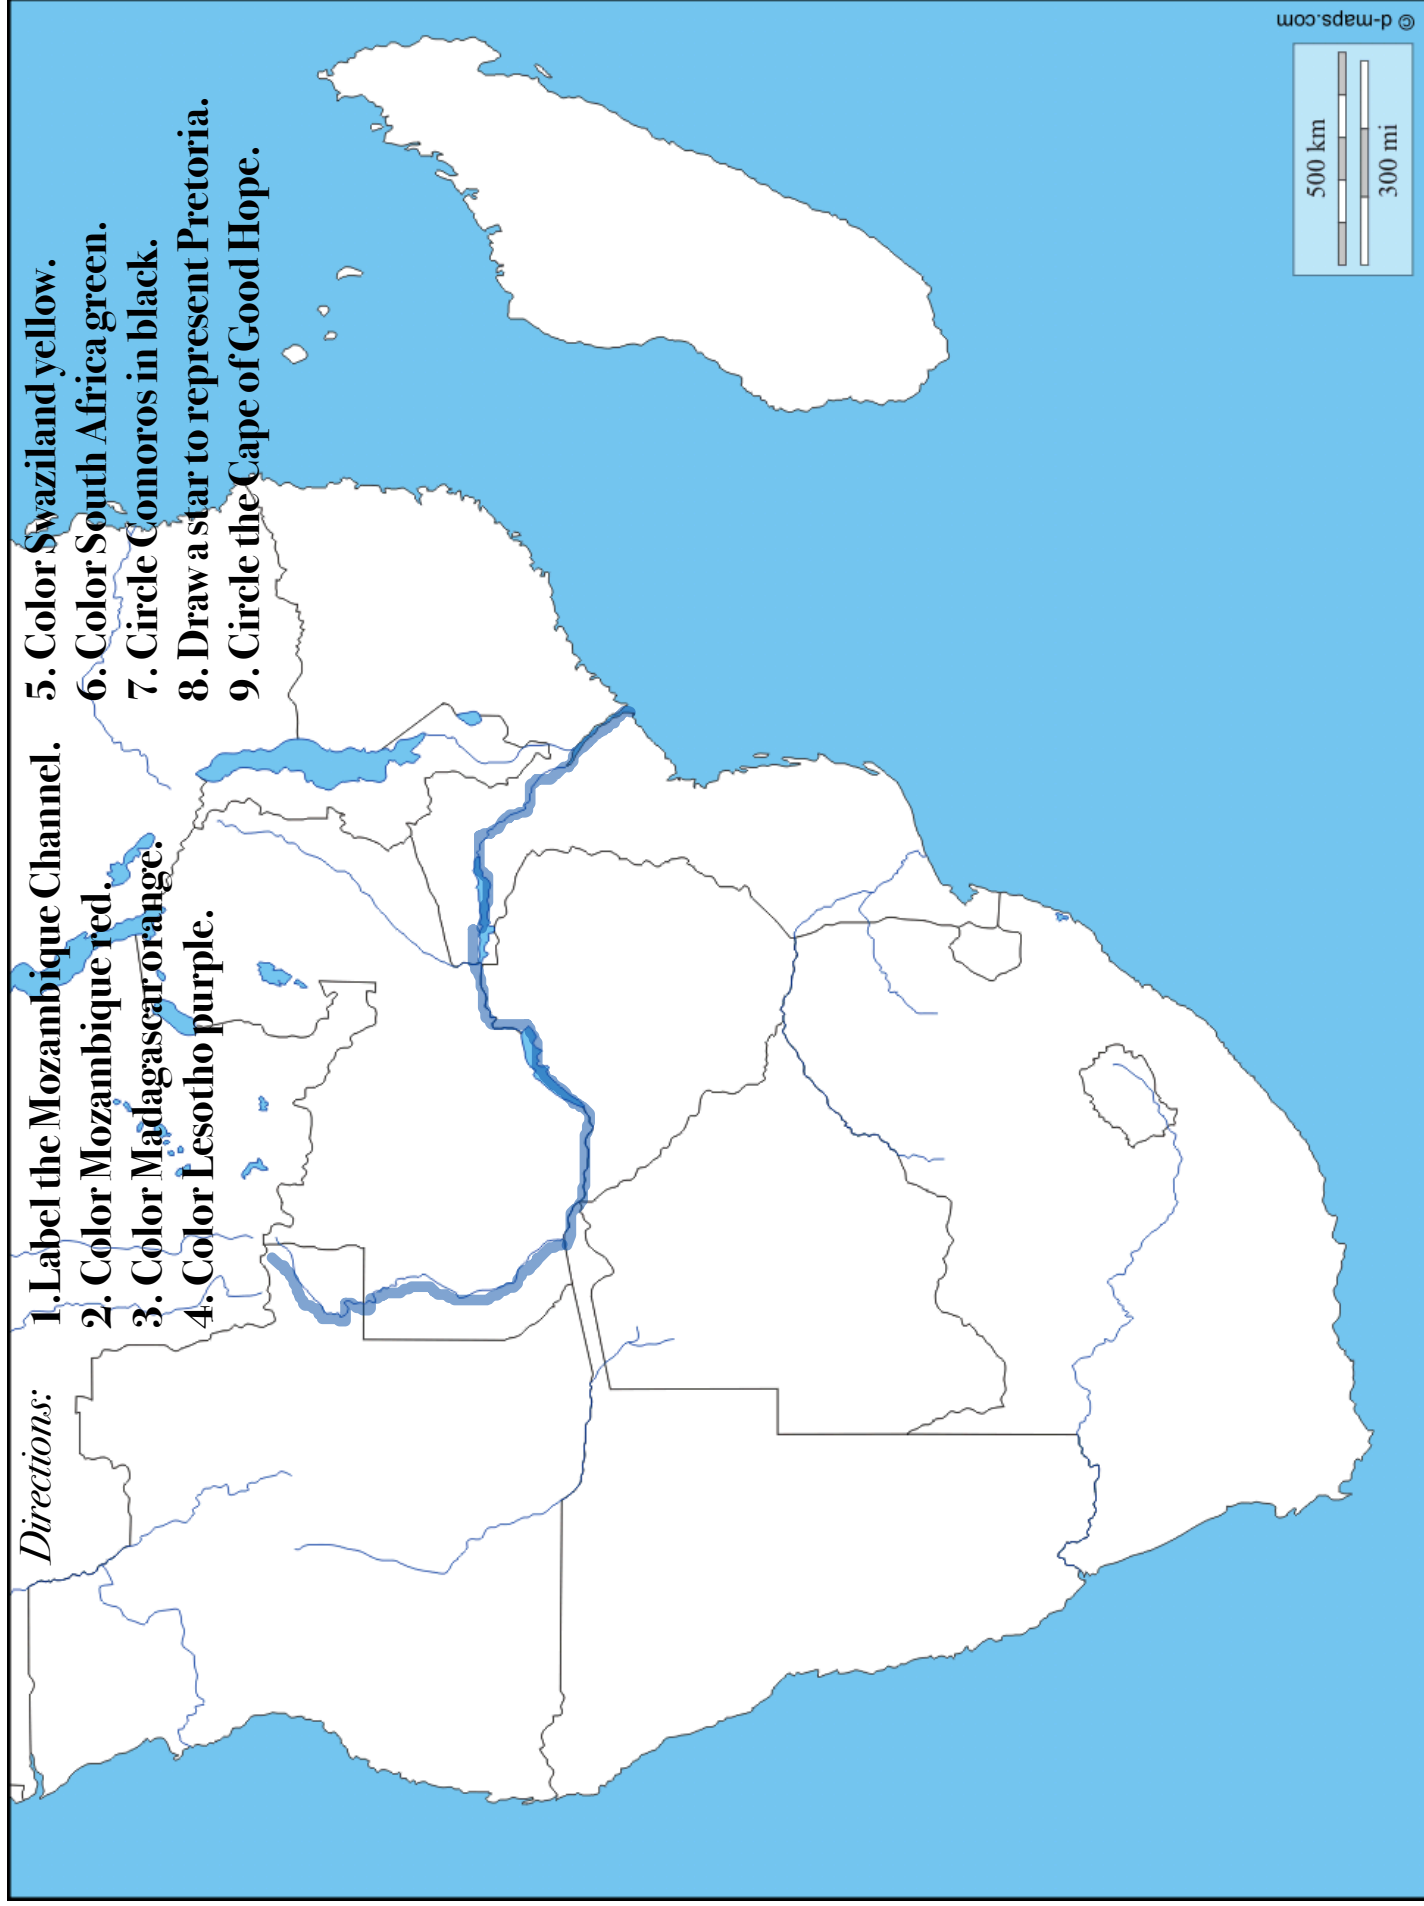 Directions:
1.Label the Mozambique Channel.
2. Color Mozambique red.
3. Color Madagascar orange.
4. Color Lesotho purple.
5. Color Swaziland yellow.
6. Color South Africa green.
7. Circle Comoros in black.
8. Draw a star to represent Pretoria.
9. Circle the Cape of Good Hope.
500 km
300 mi
© d-maps.com